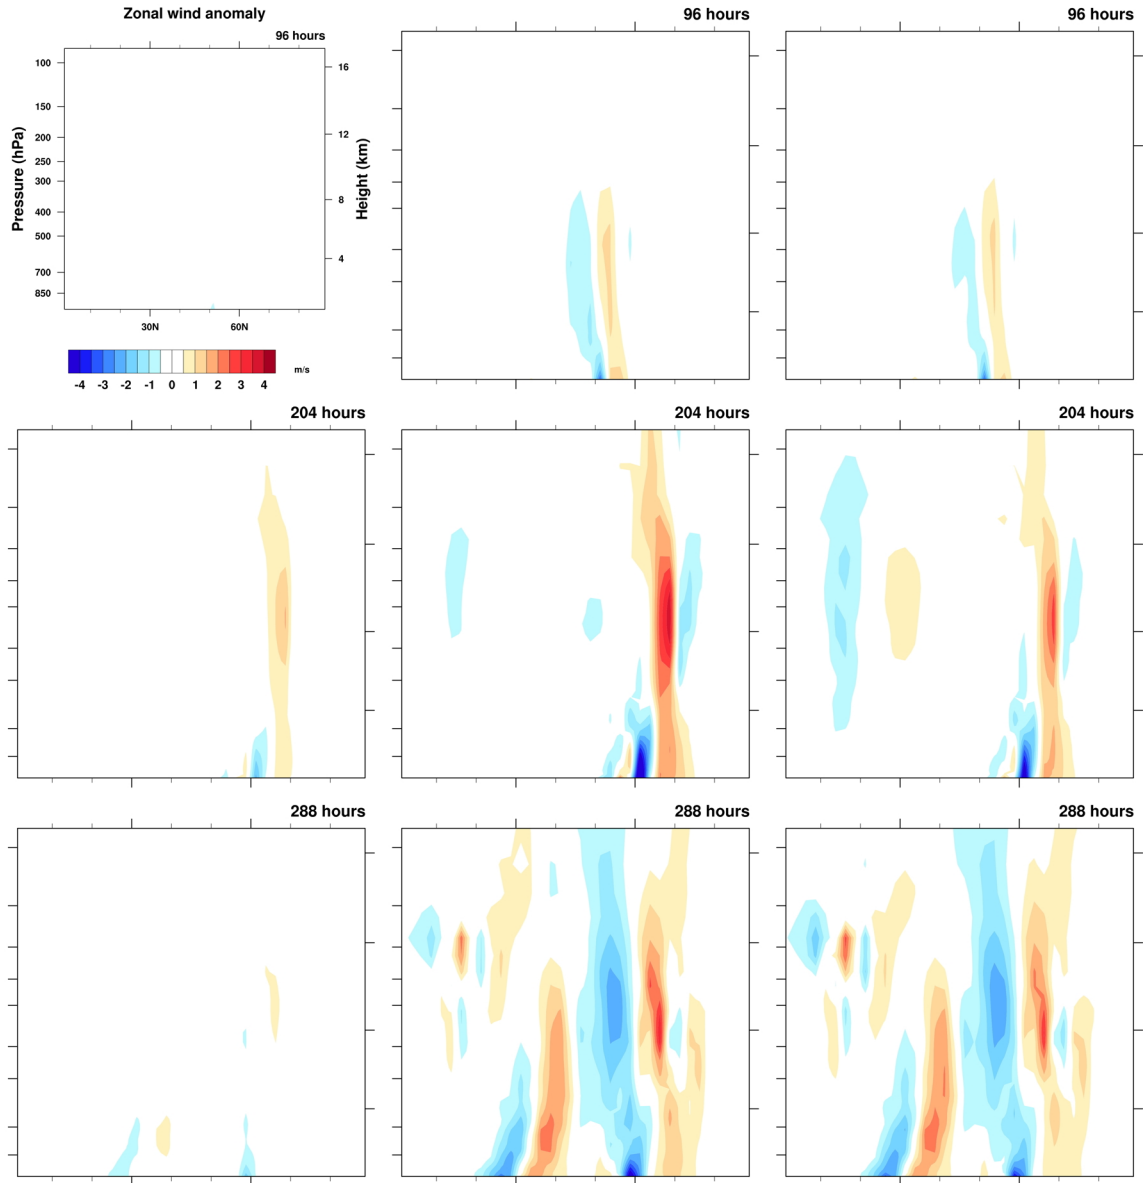 Zonal wind anomaly
96 hours
96 hours
96 hours
100
150
200
250
300
400
500
700
850
Pressure (hPa)
16
12
8
4
Height (km)
30N
60N
-4 -3 -2 -1 0 1 2 3 4
m/s
204 hours
204 hours
204 hours
288 hours
288 hours
288 hours